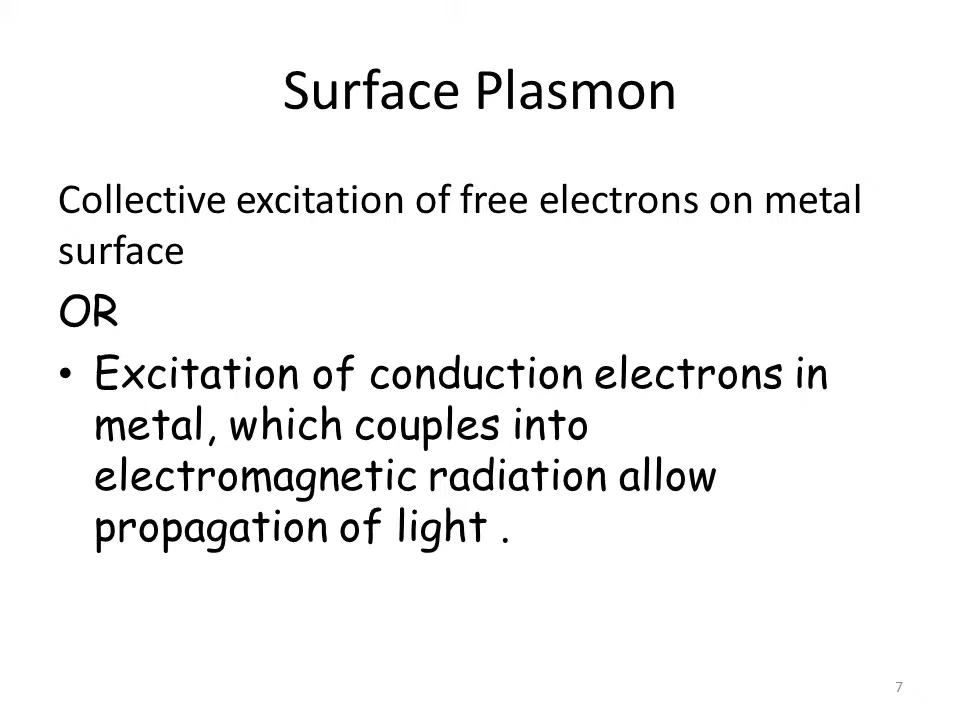 Surface Plasmon
Collective excitation of free electrons on metal
surface
OR
• Excitation of conduction electrons in
metal, which couples into
electromagnetic radiation allow
propagation of light .
7